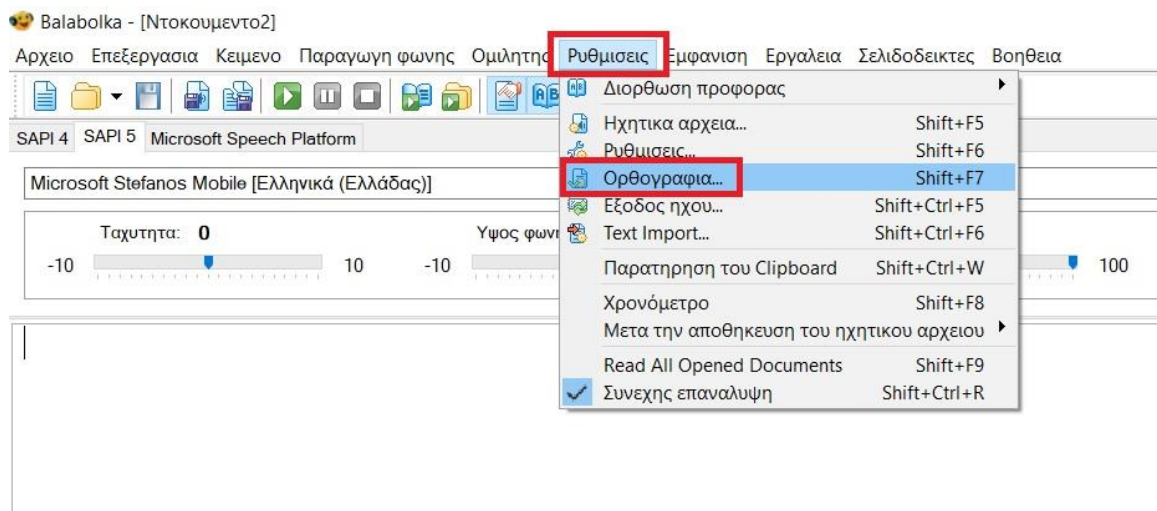 Balabolka - [Ντοκουμεντο2]
Αρχειο Επεξεργασια Κειμενο Παραγωγη φωνης Ομιλητης Ρυθμισεις Εμφανιση Εργαλεια Σελιδοδεικτες Βοηθεια
SAPI 4 SAPI 5 Microsoft Speech Platform
Microsoft Stefanos Mobile [Ελληνικά (Ελλάδας)]
Ταχυτητα: 0
Υψος
-10 10 -10 100
Διορθωση προφορας
Ηχητικα αρχεια... Shift+F5
Ρυθμισεις... Shift+F6
Ορθογραφια... Shift+F7
Εξοδος ηχου... Shift+Ctrl+F5
Text Import... Shift+Ctrl+F6
Παρατηρηση του Clipboard Shift+Ctrl+W
Χρονόμετρο Shift+F8
Μετα την αποθηκευση του ηχητικου αρχειου
Read All Opened Documents Shift+F9
Συνεχης επαναλυψη Shift+Ctrl+R